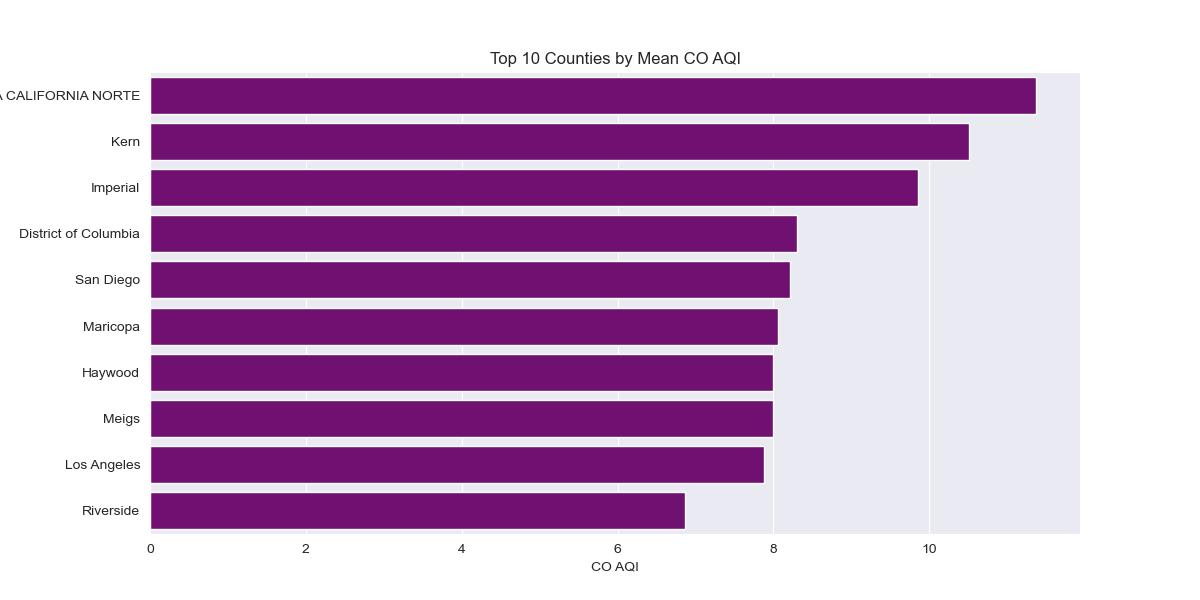 Top 10 Counties by Mean CO AQI
CALIFORNIA NORTE
Kern
Imperial
District of Columbia
San Diego
Maricopa
Haywood
Meigs
Los Angeles
Riverside
0 2 4 6 8 10
CO AQI